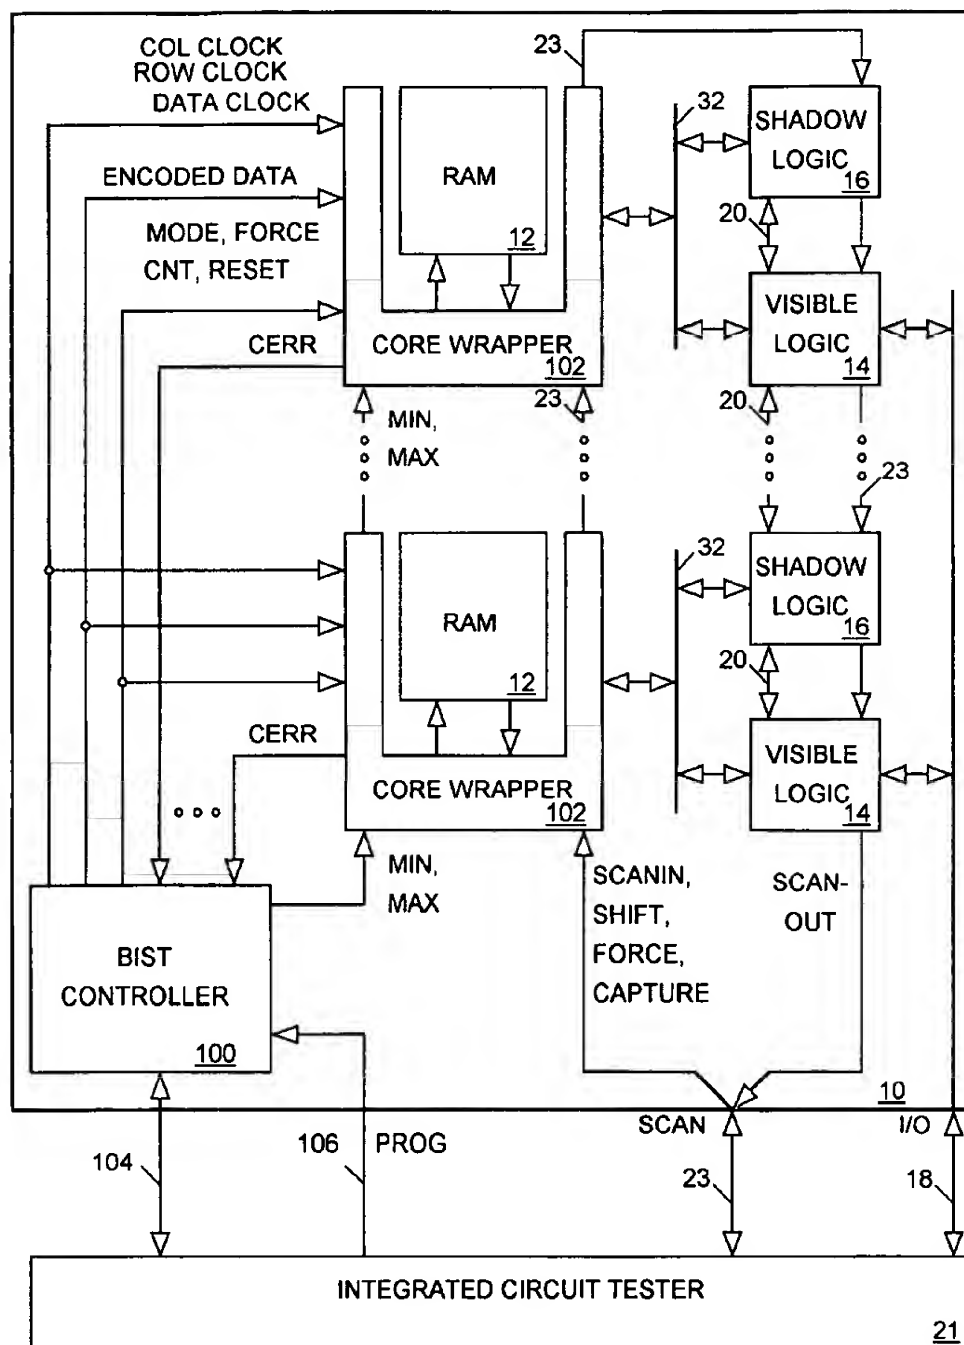 COL CLOCK
ROW CLOCK
DATA CLOCK
ENCODED DATA
MODE, FORCE
CNT, RESET
CERR
RAM
12
CORE WRAPPER
102
23
32
SHADOW
LOGIC
16
20
VISIBLE
LOGIC
14
MIN,
MAX
23
20
23
RAM
12
CERR
CORE WRAPPER
102
32
SHADOW
LOGIC
16
20
VISIBLE
LOGIC
14
MIN,
MAX
SCANIN,
SHIFT,
FORCE,
CAPTURE
SCAN-
OUT
BIST
CONTROLLER
100
10
SCAN
I/O
104
106
PROG
23
18
INTEGRATED CIRCUIT TESTER
21